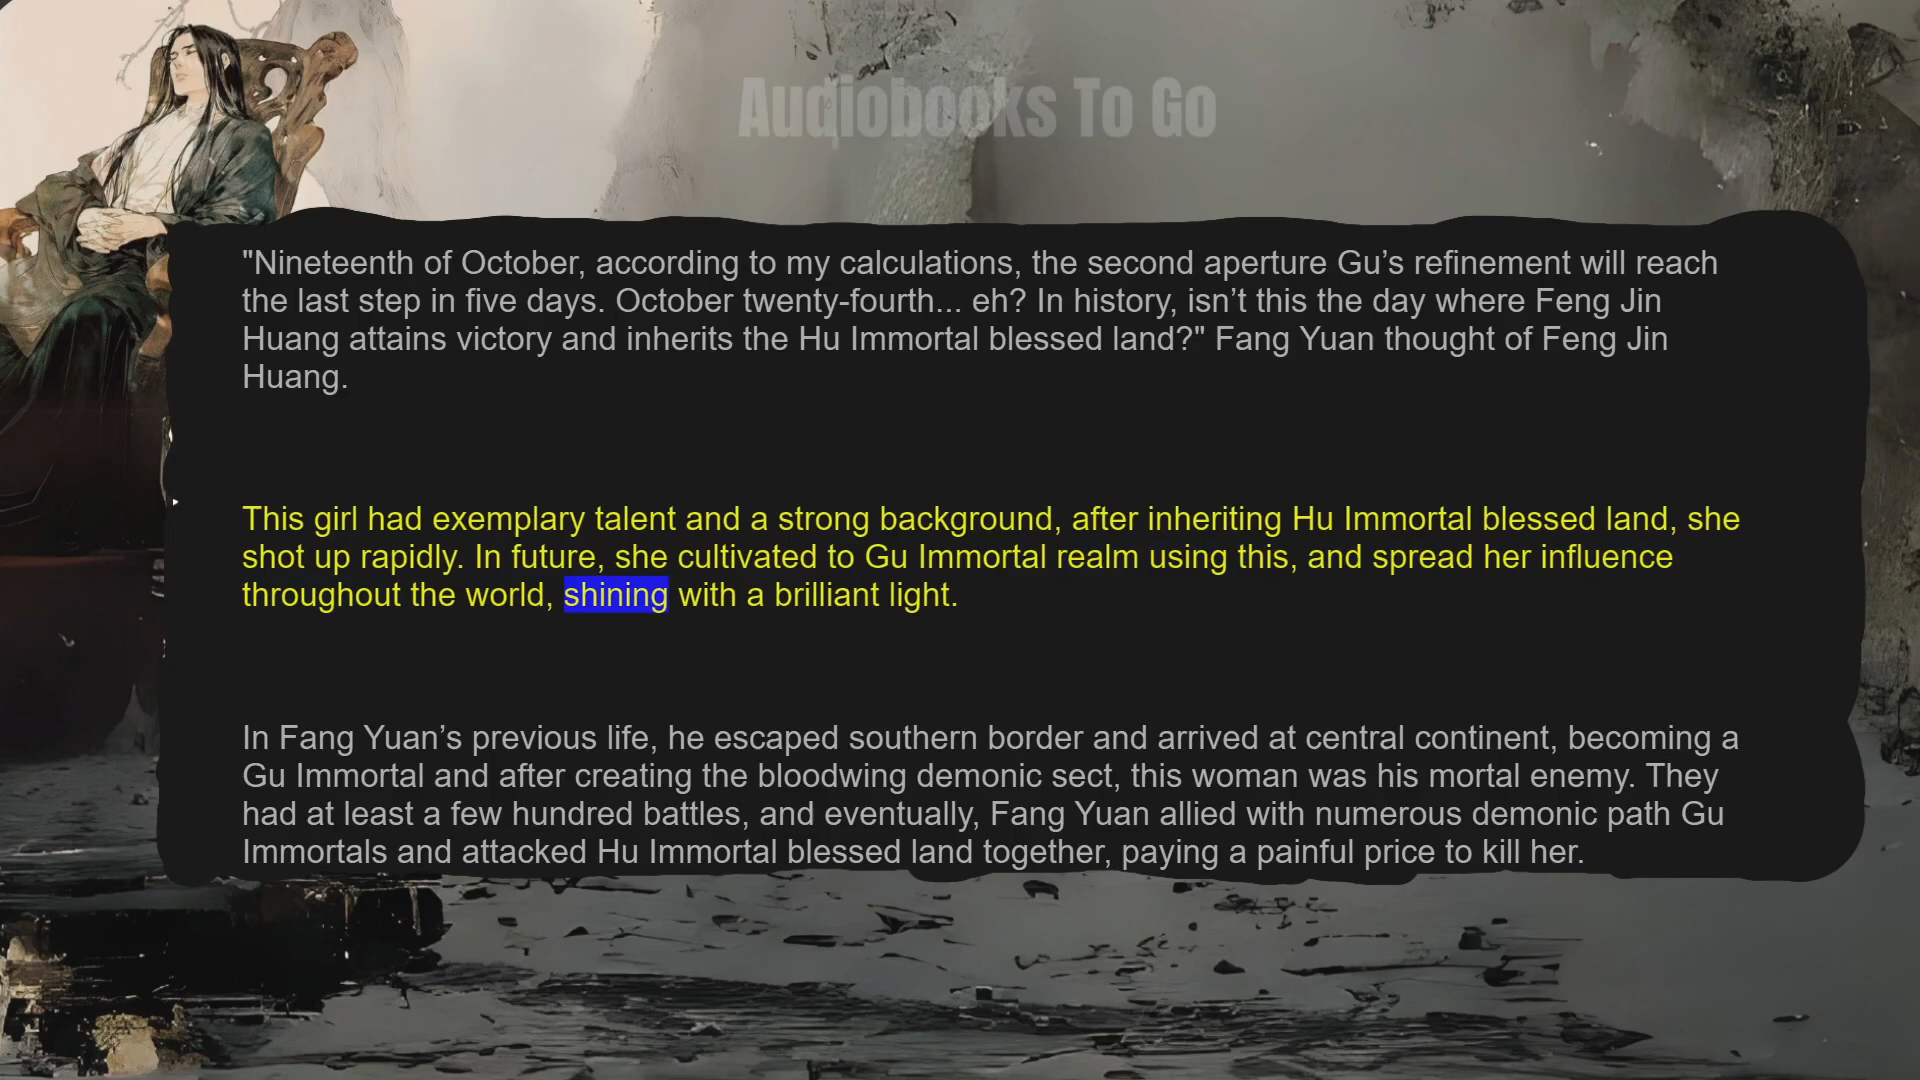 Audiobooks To Go
"Nineteenth of October, according to my calculations, the second aperture Gu’s refinement will reach
the last step in five days. October twenty-fourth... eh? In history, isn’t this the day where Feng Jin
Huang attains victory and inherits the Hu Immortal blessed land?" Fang Yuan thought of Feng Jin
Huang.
This girl had exemplary talent and a strong background, after inheriting Hu Immortal blessed land, she
shot up rapidly. In future, she cultivated to Gu Immortal realm using this, and spread her influence
throughout the world, shining with a brilliant light.
In Fang Yuan’s previous life, he escaped southern border and arrived at central continent, becoming a
Gu Immortal and after creating the bloodwing demonic sect, this woman was his mortal enemy. They
had at least a few hundred battles, and eventually, Fang Yuan allied with numerous demonic path Gu
Immortals and attacked Hu Immortal blessed land together, paying a painful price to kill her.